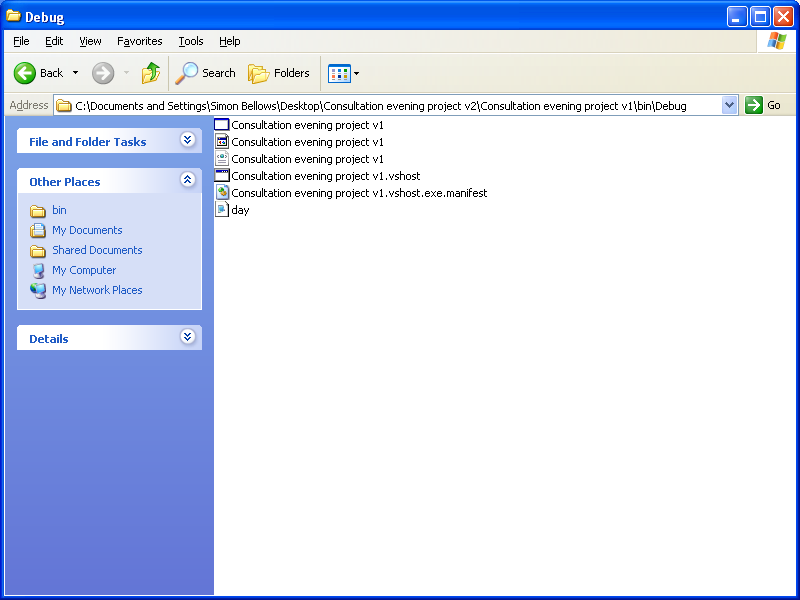 Debug
File Edit View Favorites Tools Help
Back Search Folders
Address C:\Documents and Settings\Simon Bellows\Desktop\Consultation evening project v2\Consultation evening project v1\bin\Debug Go
File and Folder Tasks
Other Places
bin
My Documents
Shared Documents
My Computer
My Network Places
Details
Consultation evening project v1
Consultation evening project v1
Consultation evening project v1
Consultation evening project v1.vshost
Consultation evening project v1.vshost.exe.manifest
day